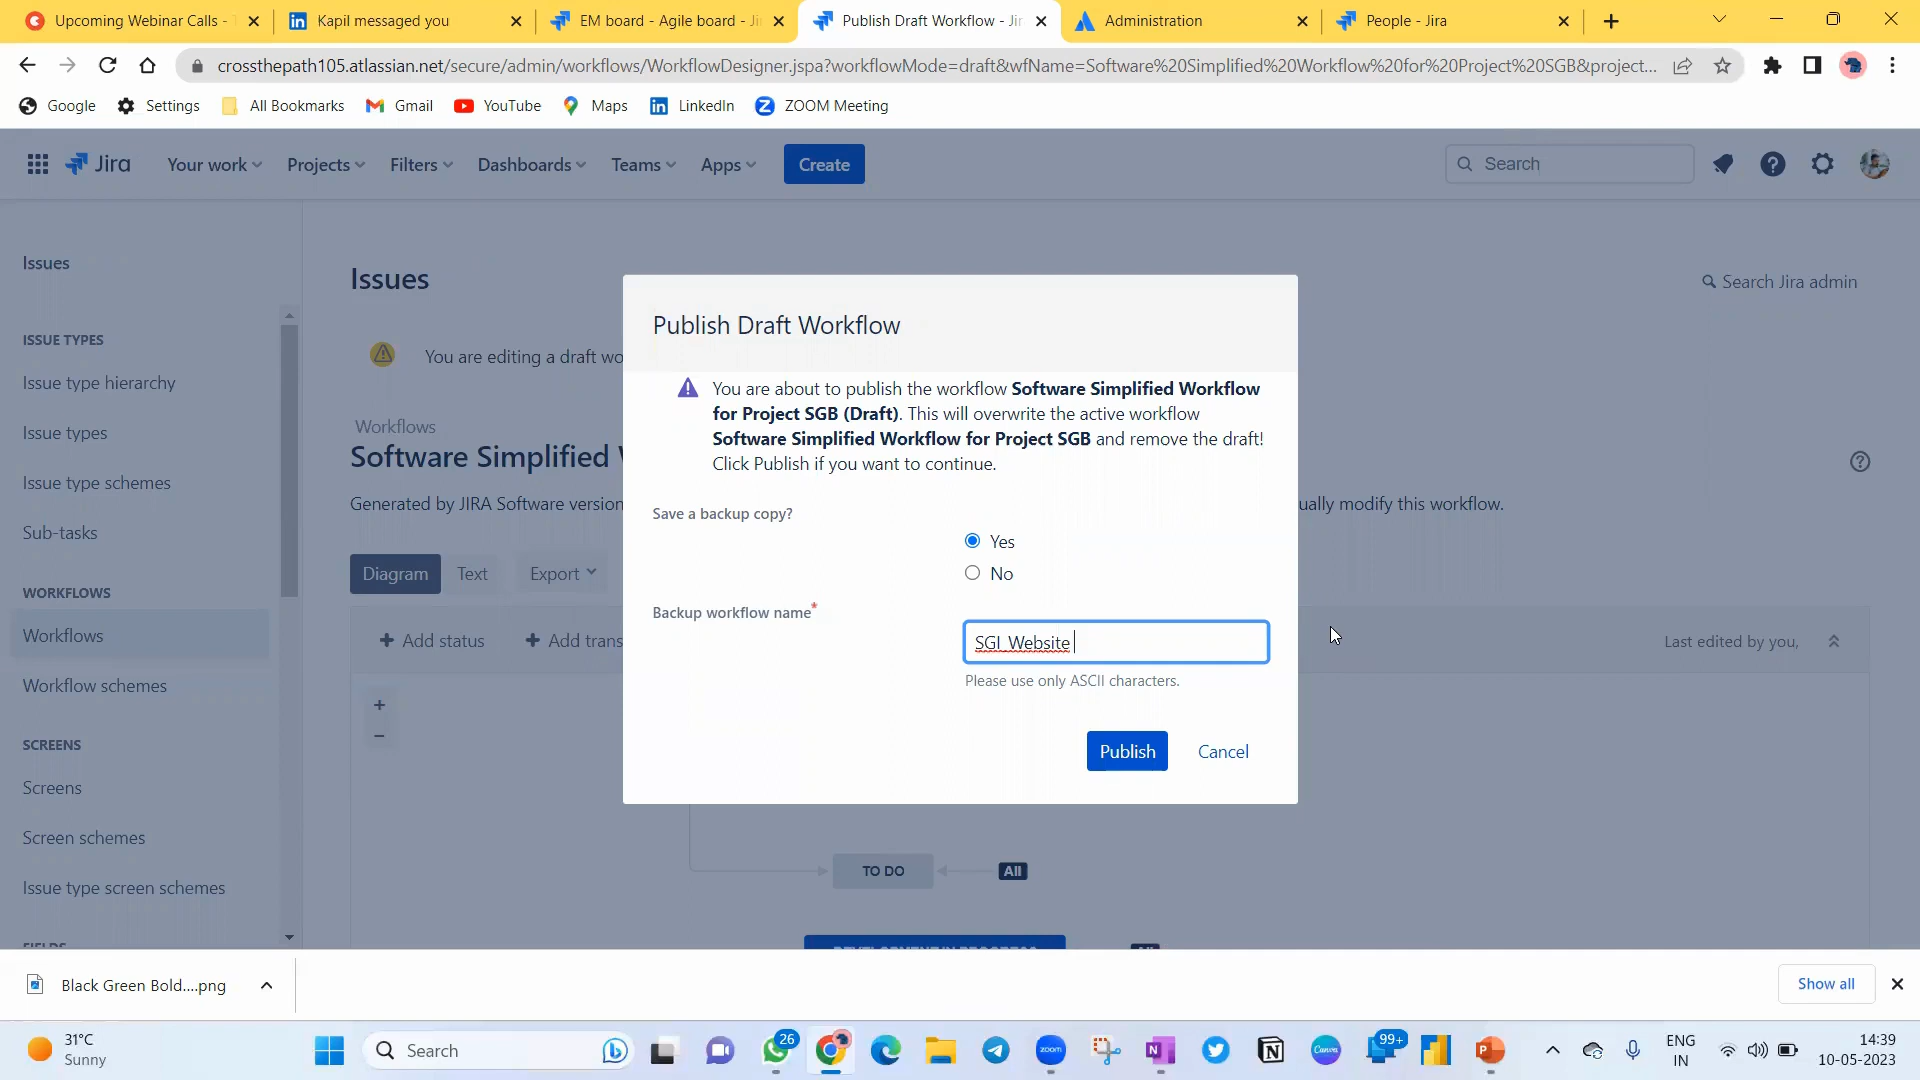 Upcoming Webinar Calls -
Kapil messaged you
EM board - Agile board - Ji
Publish Draft Workflow - Jir
Administration
People - Jira
crossthepath105.atlassian.net/secure/admin/workflows/WorkflowDesigner.jspa?workflowMode=draft&wfName=Software%20Simplified%20Workflow%20for%20Project%20SGB&project...
Google
Settings
All Bookmarks
Gmail
YouTube
Maps
LinkedIn
ZOOM Meeting
Jira
Your work
Projects
Filters
Dashboards
Teams
Apps
Create
Search
Issues
ISSUE TYPES
Issue type hierarchy
Issue types
Issue type schemes
Sub-tasks
WORKFLOWS
Workflows
Workflow schemes
SCREENS
Screens
Screen schemes
Issue type screen schemes
FIELDS
Issues
Search Jira admin
You are editing a draft wo
Workflows
Software Simplified
Generated by JIRA Software version
ually modify this workflow.
Diagram
Text
Export
+ Add status
+ Add trans
Last edited by you,
+
−
Publish Draft Workflow
You are about to publish the workflow Software Simplified Workflow
for Project SGB (Draft). This will overwrite the active workflow
Software Simplified Workflow for Project SGB and remove the draft!
Click Publish if you want to continue.
Save a backup copy?
Yes
No
Backup workflow name*
SGI_Website
Please use only ASCII characters.
Publish
Cancel
TO DO
All
DEVELOPMENT IN PROGRESS
All
Black Green Bold....png
Show all
31°C
Sunny
Search
26
zoom
Canva
99+
ENG
IN
14:39
10-05-2023